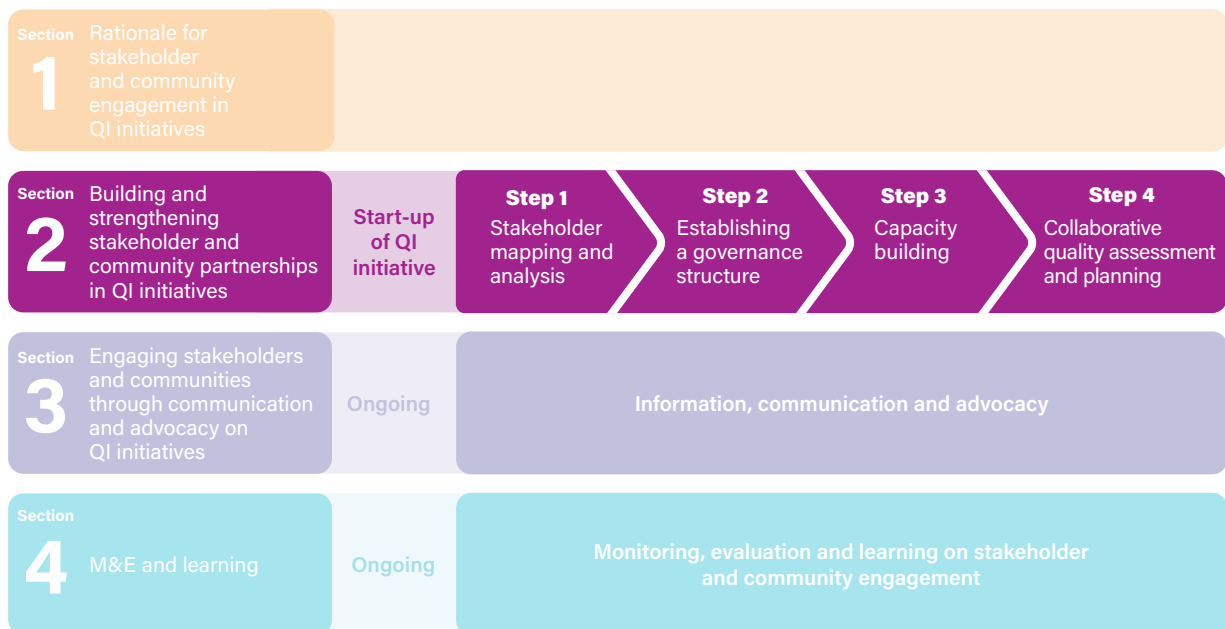 Section
1
Rationale for
stakeholder
and community
engagement in
QI initiatives
Section
2
Building and
strengthening
stakeholder and
community partnerships
in QI initiatives
Start-up
of QI
initiative
Step 1
Stakeholder
mapping and
analysis
Step 2
Establishing
a governance
structure
Step 3
Capacity
building
Step 4
Collaborative
quality assessment
and planning
Section
3
Engaging stakeholders
and communities
through communication
and advocacy on
QI initiatives
Ongoing
Information, communication and advocacy
Section
4
M&E and learning
Ongoing
Monitoring, evaluation and learning on stakeholder
and community engagement